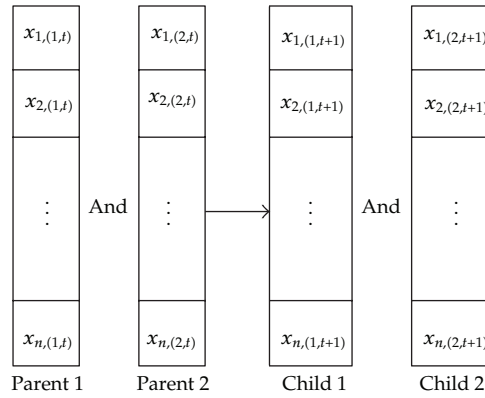 x1,(1,t) x1,(2,t) x1,(1,t+1) x1,(2,t+1)
x2,(1,t) x2,(2,t) x2,(1,t+1) x2,(2,t+1)
⋮ And ⋮ ⋮ And ⋮
xn,(1,t) xn,(2,t) xn,(1,t+1) xn,(2,t+1)
Parent 1 Parent 2 Child 1 Child 2